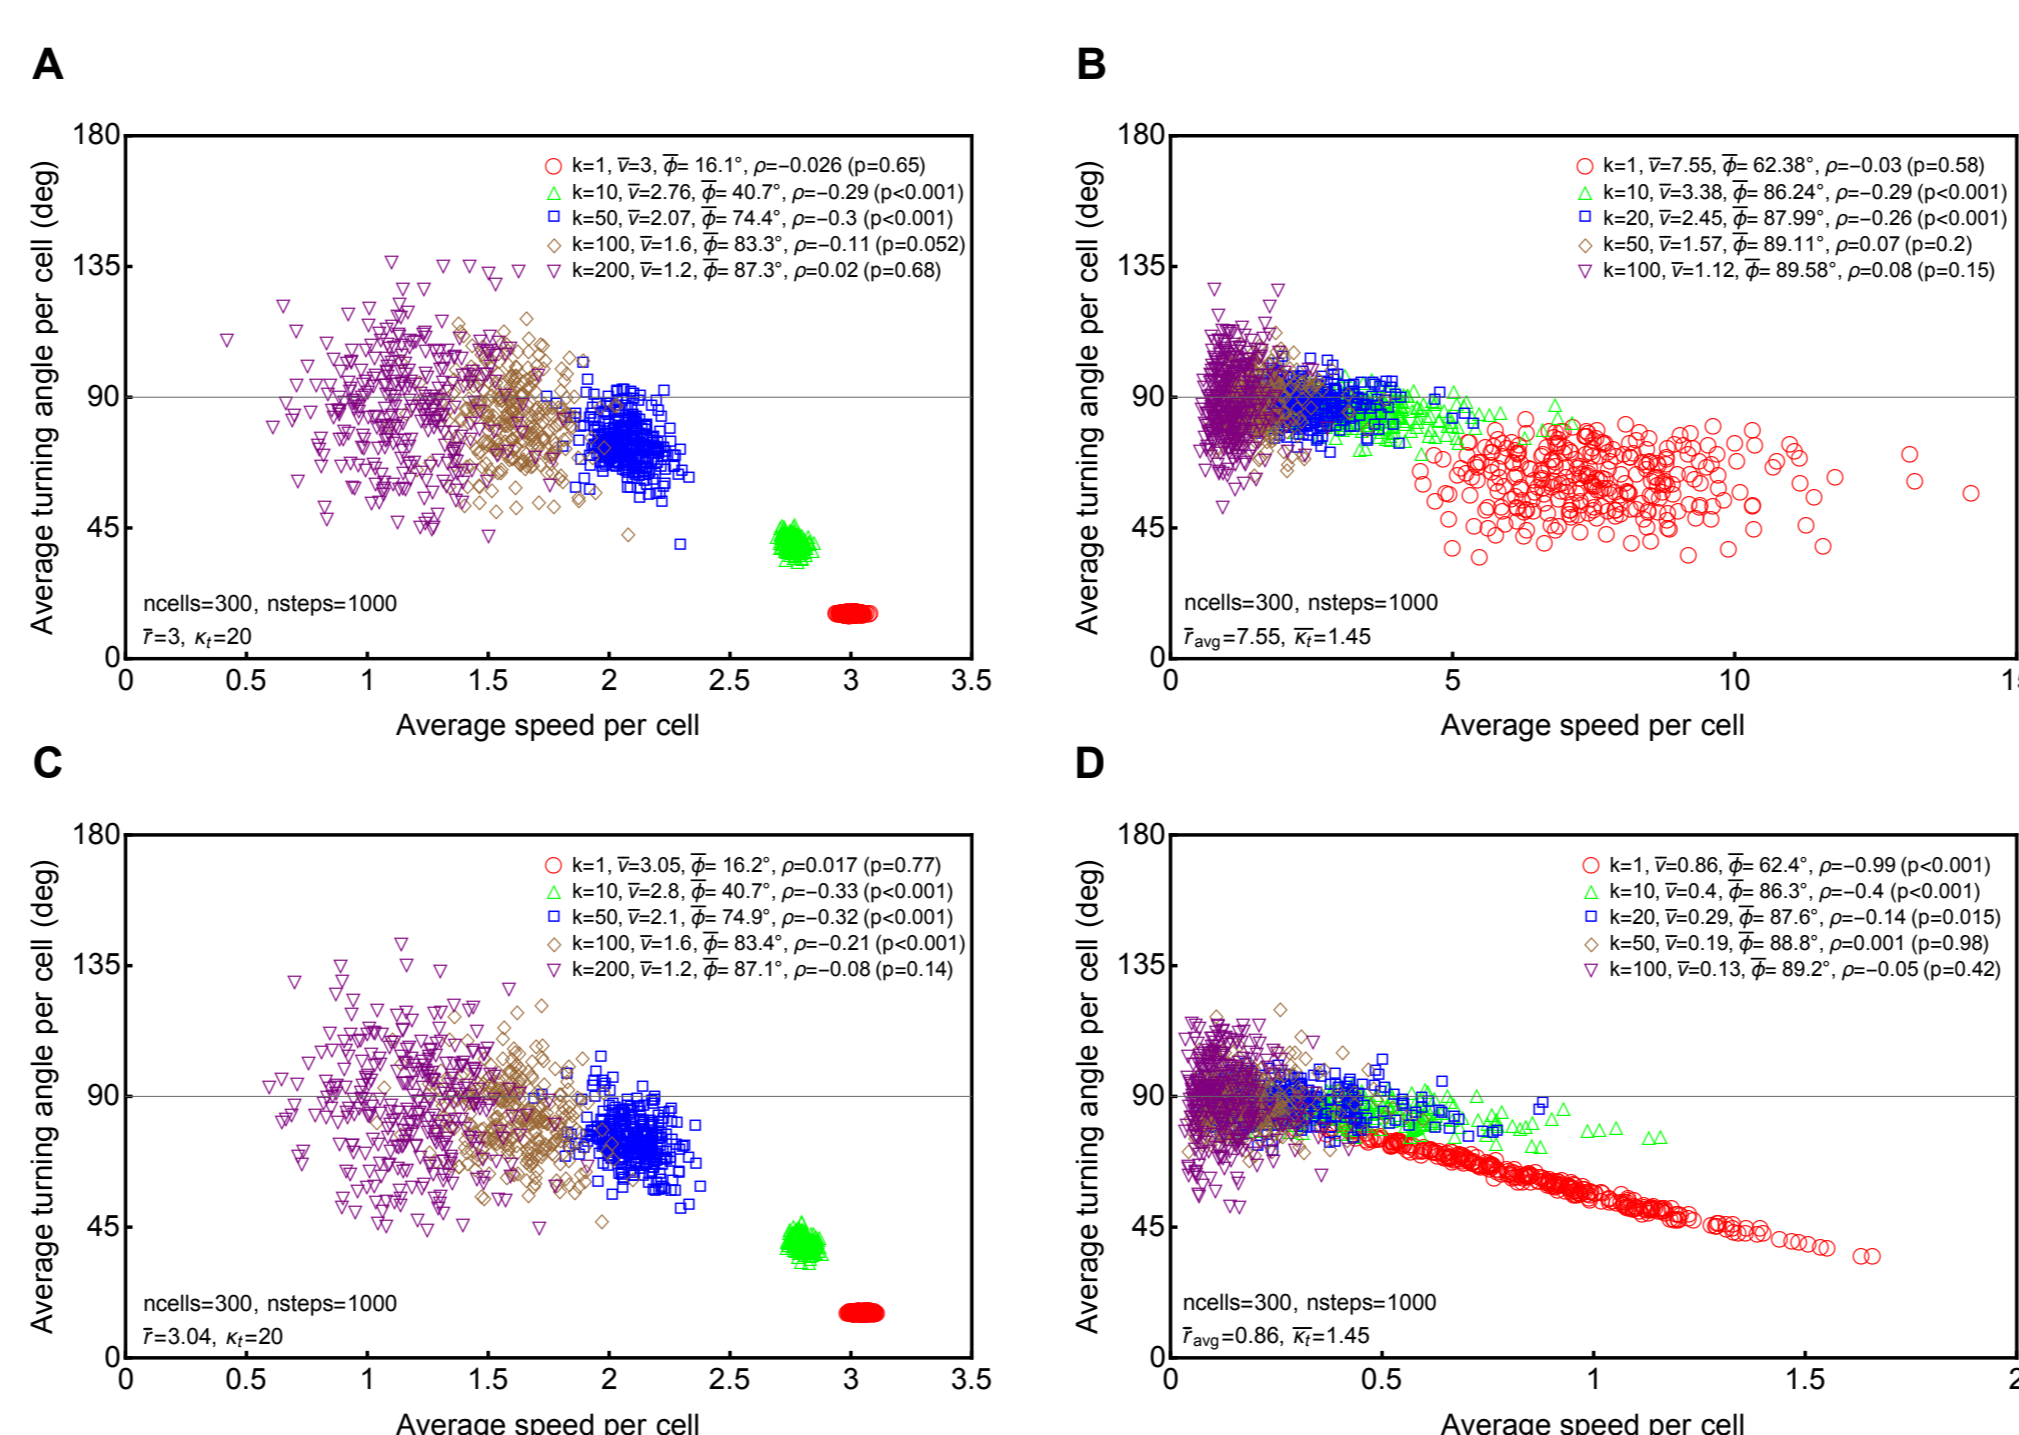 A
180
135
90
45
0
Average turning angle per cell (deg)
k=1, v̅=3, ϕ̅= 16.1°, ρ=−0.026 (p=0.65)
k=10, v̅=2.76, ϕ̅= 40.7°, ρ=−0.29 (p<0.001)
k=50, v̅=2.07, ϕ̅= 74.4°, ρ=−0.3 (p<0.001)
k=100, v̅=1.6, ϕ̅= 83.3°, ρ=−0.11 (p=0.052)
k=200, v̅=1.2, ϕ̅= 87.3°, ρ=0.02 (p=0.68)
ncells=300, nsteps=1000
r̅=3, κt=20
0 0.5 1 1.5 2 2.5 3 3.5
Average speed per cell
B
180
135
90
45
0
Average turning angle per cell (deg)
k=1, v̅=7.55, ϕ̅= 62.38°, ρ=−0.03 (p=0.58)
k=10, v̅=3.38, ϕ̅= 86.24°, ρ=−0.29 (p<0.001)
k=20, v̅=2.45, ϕ̅= 87.99°, ρ=−0.26 (p<0.001)
k=50, v̅=1.57, ϕ̅= 89.11°, ρ=0.07 (p=0.2)
k=100, v̅=1.12, ϕ̅= 89.58°, ρ=0.08 (p=0.15)
ncells=300, nsteps=1000
r̅avg=7.55, κ̅t=1.45
0 5 10 15
Average speed per cell
C
180
135
90
45
0
Average turning angle per cell (deg)
k=1, v̅=3.05, ϕ̅= 16.2°, ρ=0.017 (p=0.77)
k=10, v̅=2.8, ϕ̅= 40.7°, ρ=−0.33 (p<0.001)
k=50, v̅=2.1, ϕ̅= 74.9°, ρ=−0.32 (p<0.001)
k=100, v̅=1.6, ϕ̅= 83.4°, ρ=−0.21 (p<0.001)
k=200, v̅=1.2, ϕ̅= 87.1°, ρ=−0.08 (p=0.14)
ncells=300, nsteps=1000
r̅=3.04, κt=20
0 0.5 1 1.5 2 2.5 3 3.5
Average speed per cell
D
180
135
90
45
0
Average turning angle per cell (deg)
k=1, v̅=0.86, ϕ̅= 62.4°, ρ=−0.99 (p<0.001)
k=10, v̅=0.4, ϕ̅= 86.3°, ρ=−0.4 (p<0.001)
k=20, v̅=0.29, ϕ̅= 87.6°, ρ=−0.14 (p=0.015)
k=50, v̅=0.19, ϕ̅= 88.8°, ρ=0.001 (p=0.98)
k=100, v̅=0.13, ϕ̅= 89.2°, ρ=−0.05 (p=0.42)
ncells=300, nsteps=1000
r̅avg=0.86, κ̅t=1.45
0 0.5 1 1.5 2
Average speed per cell